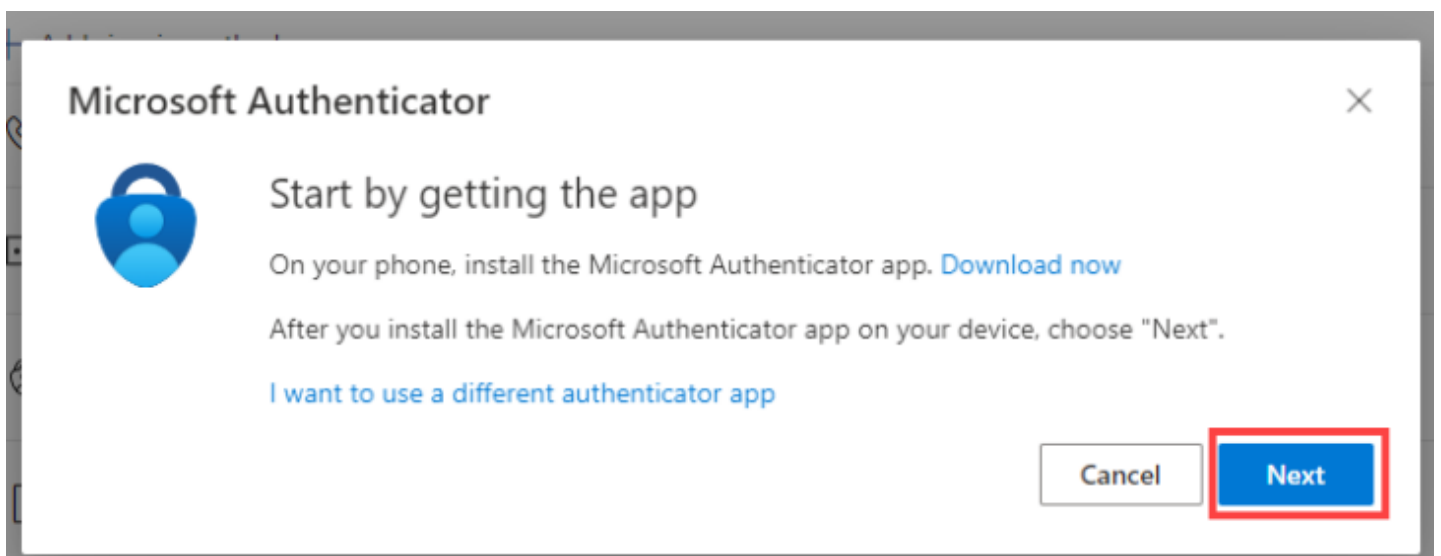 Microsoft Authenticator
Start by getting the app
On your phone, install the Microsoft Authenticator app. Download now
After you install the Microsoft Authenticator app on your device, choose "Next".
I want to use a different authenticator app
Cancel Next